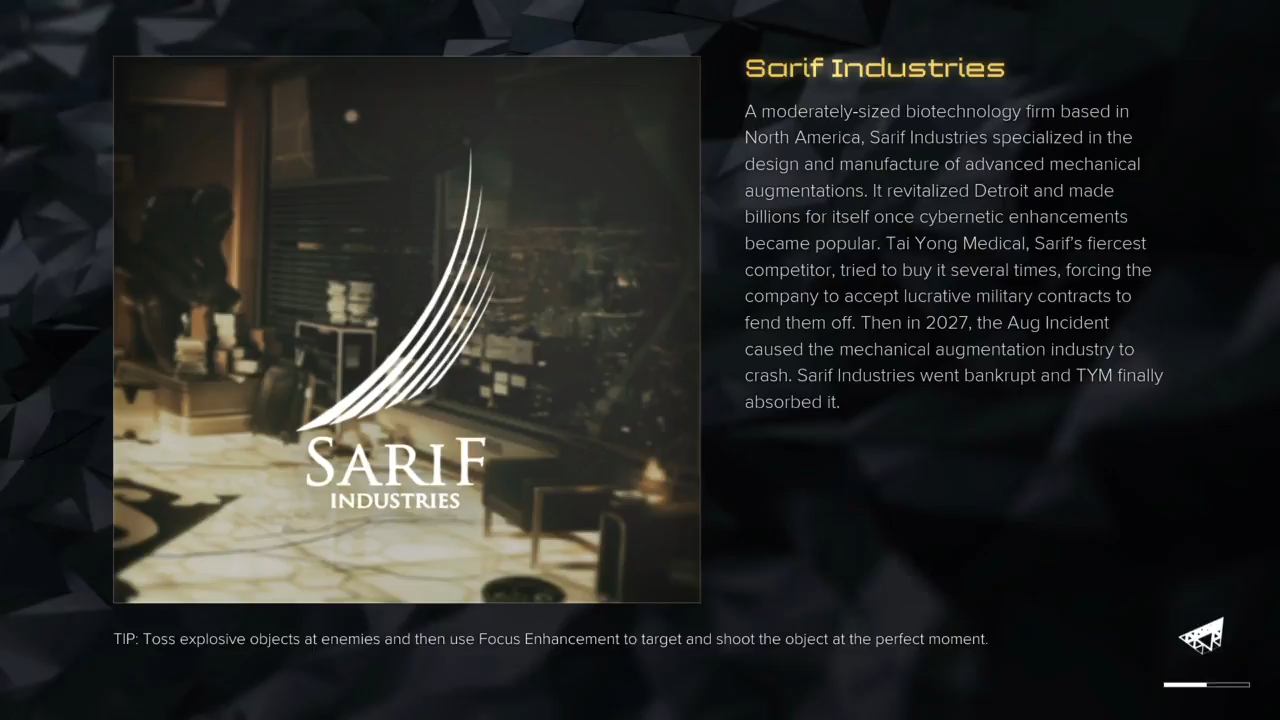 Sarif Industries
A moderately-sized biotechnology firm based in
North America, Sarif Industries specialized in the
design and manufacture of advanced mechanical
augmentations. It revitalized Detroit and made
billions for itself once cybernetic enhancements
became popular. Tai Yong Medical, Sarif's fiercest
competitor, tried to buy it several times, forcing the
company to accept lucrative military contracts to
fend them off. Then in 2027, the Aug Incident
caused the mechanical augmentation industry to
crash. Sarif Industries went bankrupt and TYM finally
absorbed it.
SARIF
INDUSTRIES
TIP: Toss explosive objects at enemies and then use Focus Enhancement to target and shoot the object at the perfect moment.